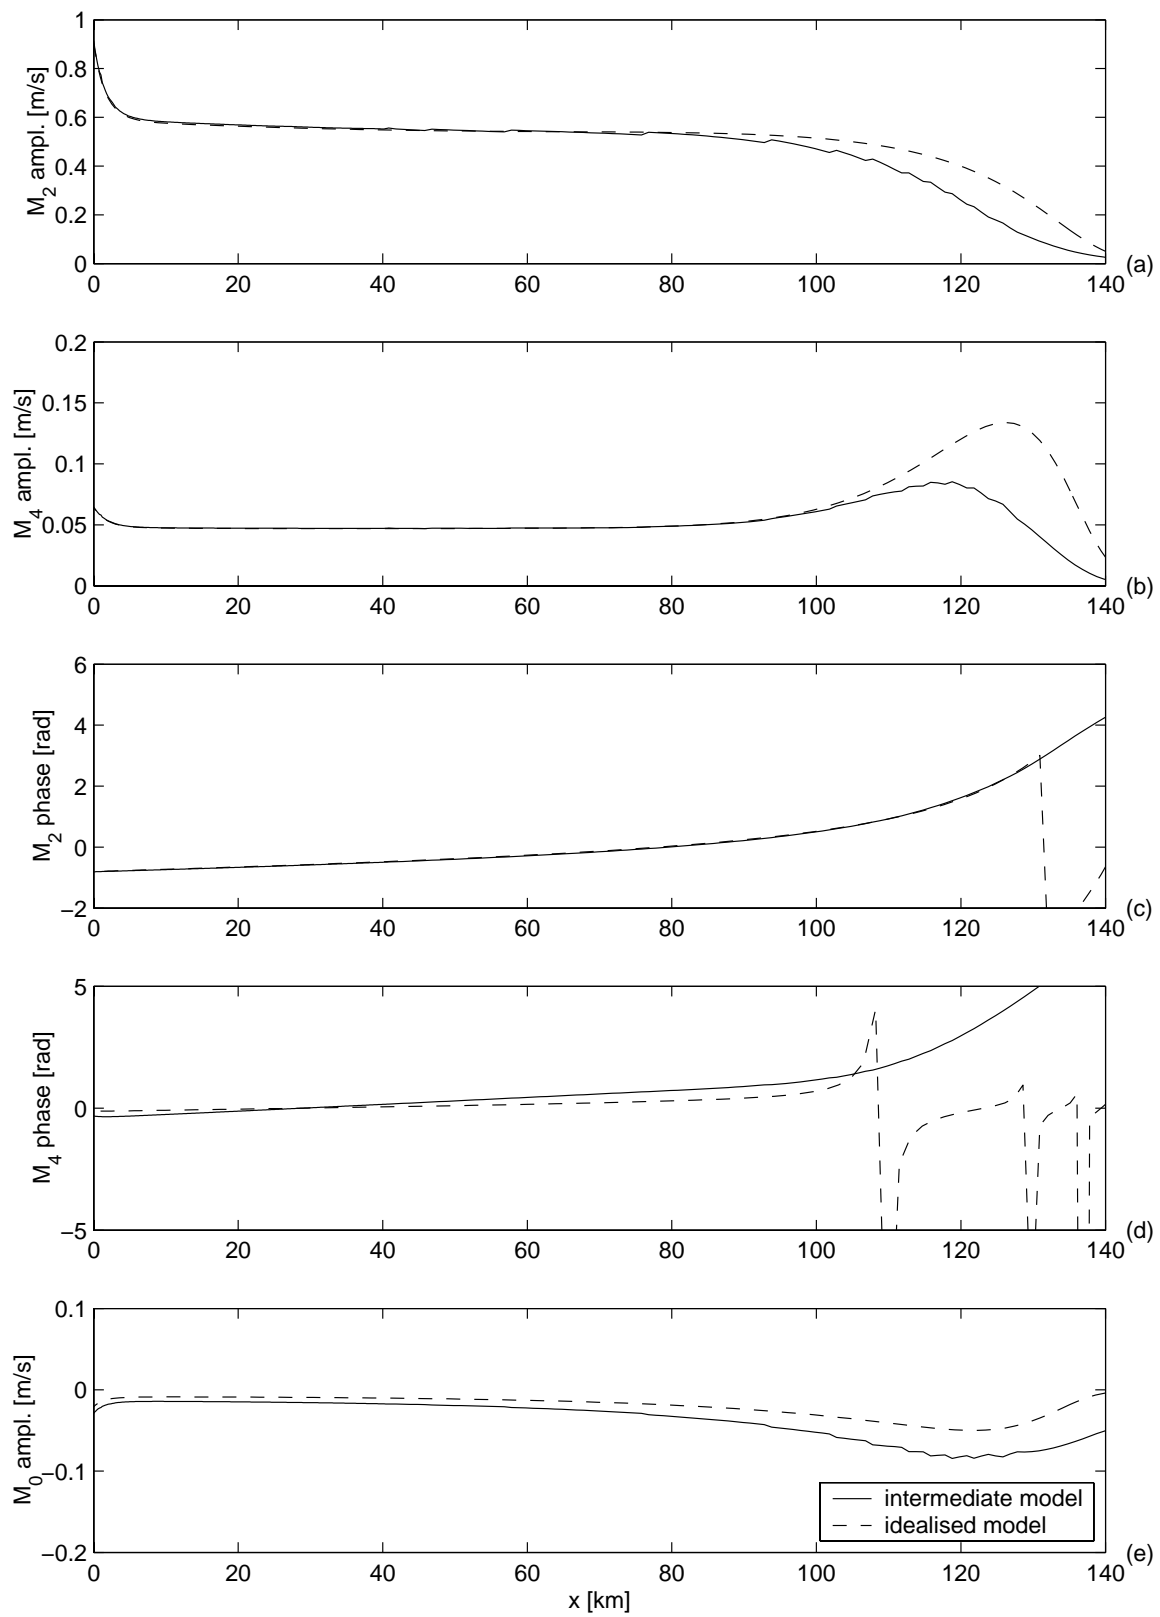 1
0.8
0.6
0.4
0.2
0
M2 ampl. [m/s]
0 20 40 60 80 100 120 140
(a)
0.2
0.15
0.1
0.05
0
M4 ampl. [m/s]
0 20 40 60 80 100 120 140
(b)
6
4
2
0
−2
M2 phase [rad]
0 20 40 60 80 100 120 140
(c)
5
0
−5
M4 phase [rad]
0 20 40 60 80 100 120 140
(d)
0.1
0
−0.1
−0.2
M0 ampl. [m/s]
intermediate model
idealised model
0 20 40 60 80 100 120 140
(e)
x [km]